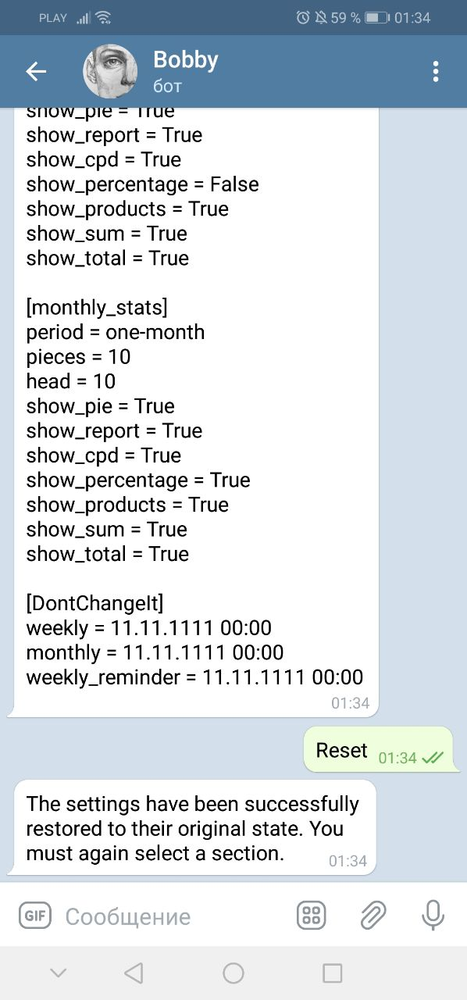 PLAY 59 % 01:34
Bobby
бот
show_pie = True
show_report = True
show_cpd = True
show_percentage = False
show_products = True
show_sum = True
show_total = True
[monthly_stats]
period = one-month
pieces = 10
head = 10
show_pie = True
show_report = True
show_cpd = True
show_percentage = True
show_products = True
show_sum = True
show_total = True
[DontChangeIt]
weekly = 11.11.1111 00:00
monthly = 11.11.1111 00:00
weekly_reminder = 11.11.1111 00:00
01:34
Reset 01:34
The settings have been successfully
restored to their original state. You
must again select a section. 01:34
GIF Сообщение